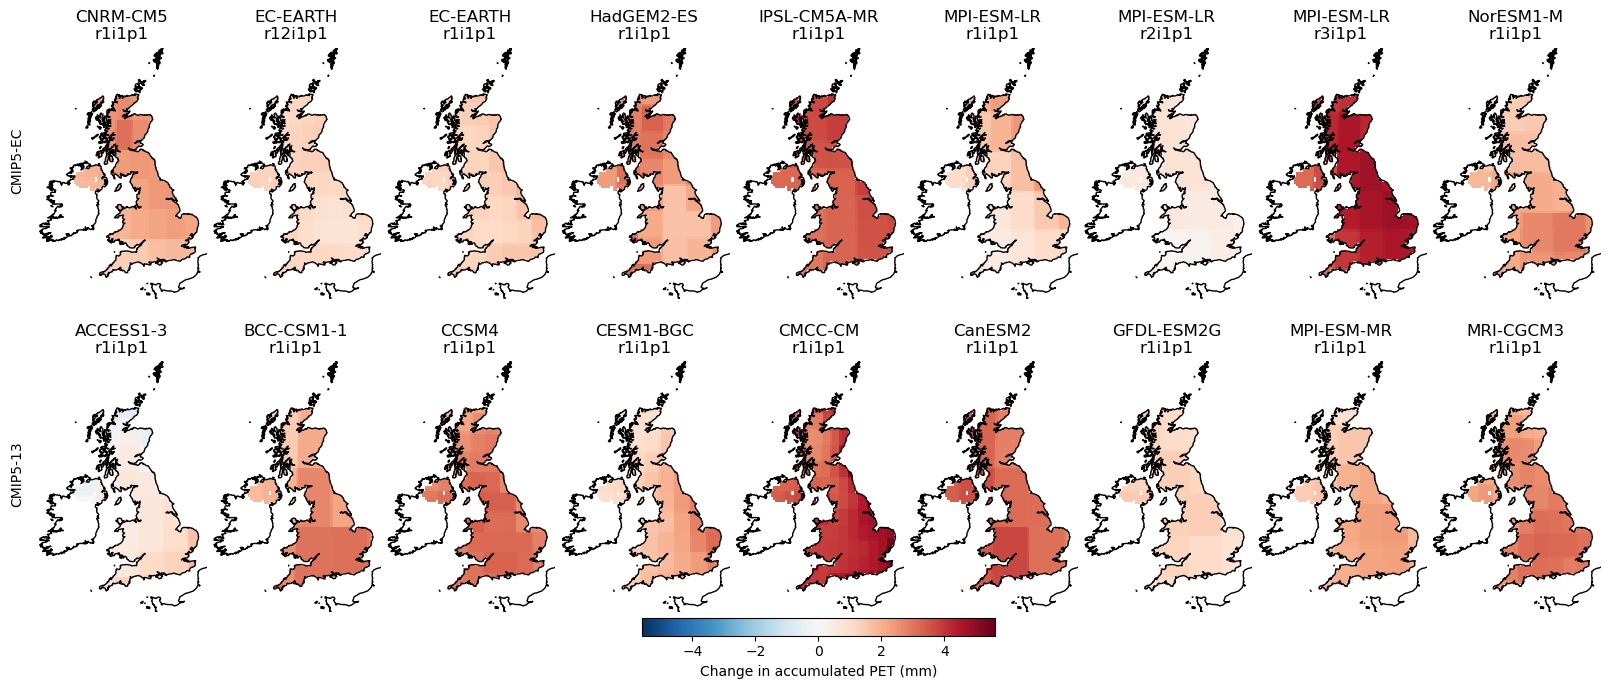 CNRM-CM5 EC-EARTH EC-EARTH HadGEM2-ES IPSL-CM5A-MR MPI-ESM-LR MPI-ESM-LR MPI-ESM-LR NorESM1-M
r1i1p1 r12i1p1 r1i1p1 r1i1p1 r1i1p1 r1i1p1 r2i1p1 r3i1p1 r1i1p1
CMIP5-EC
ACCESS1-3 BCC-CSM1-1 CCSM4 CESM1-BGC CMCC-CM CanESM2 GFDL-ESM2G MPI-ESM-MR MRI-CGCM3
r1i1p1 r1i1p1 r1i1p1 r1i1p1 r1i1p1 r1i1p1 r1i1p1 r1i1p1 r1i1p1
CMIP5-13
−4 −2 0 2 4
Change in accumulated PET (mm)